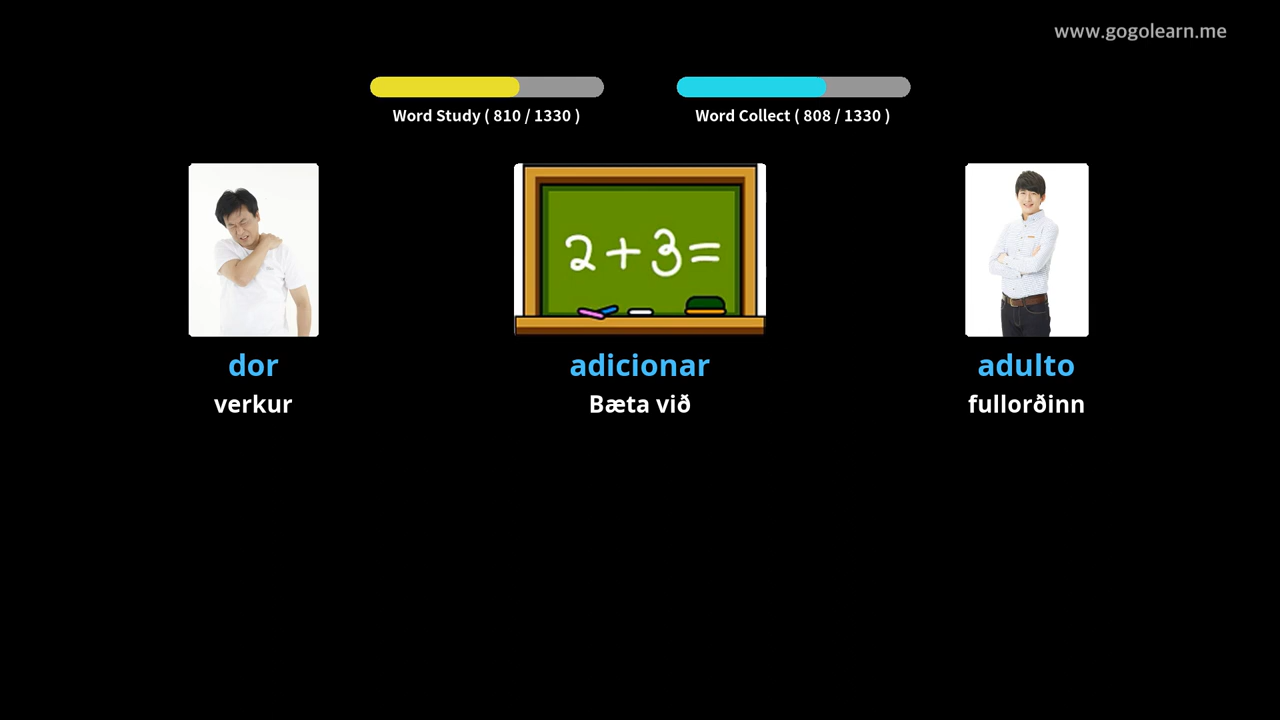 www.gogolearn.me
Word Study ( 810 / 1330 )
Word Collect ( 808 / 1330 )
2+3=
dor
adicionar
adulto
verkur
Bæta við
fullorðinn